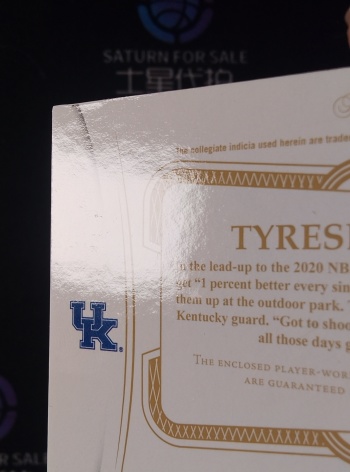 SATURN FOR SALE
土星代拍
The collegiate indicia used herein are trade
TYRES
In the lead-up to the 2020 NB
get "1 percent better every sin
them up at the outdoor park.
Kentucky guard. "Got to shoo
all those days g
THE ENCLOSED PLAYER-WOR
ARE GUARANTEED
UK
R SALE